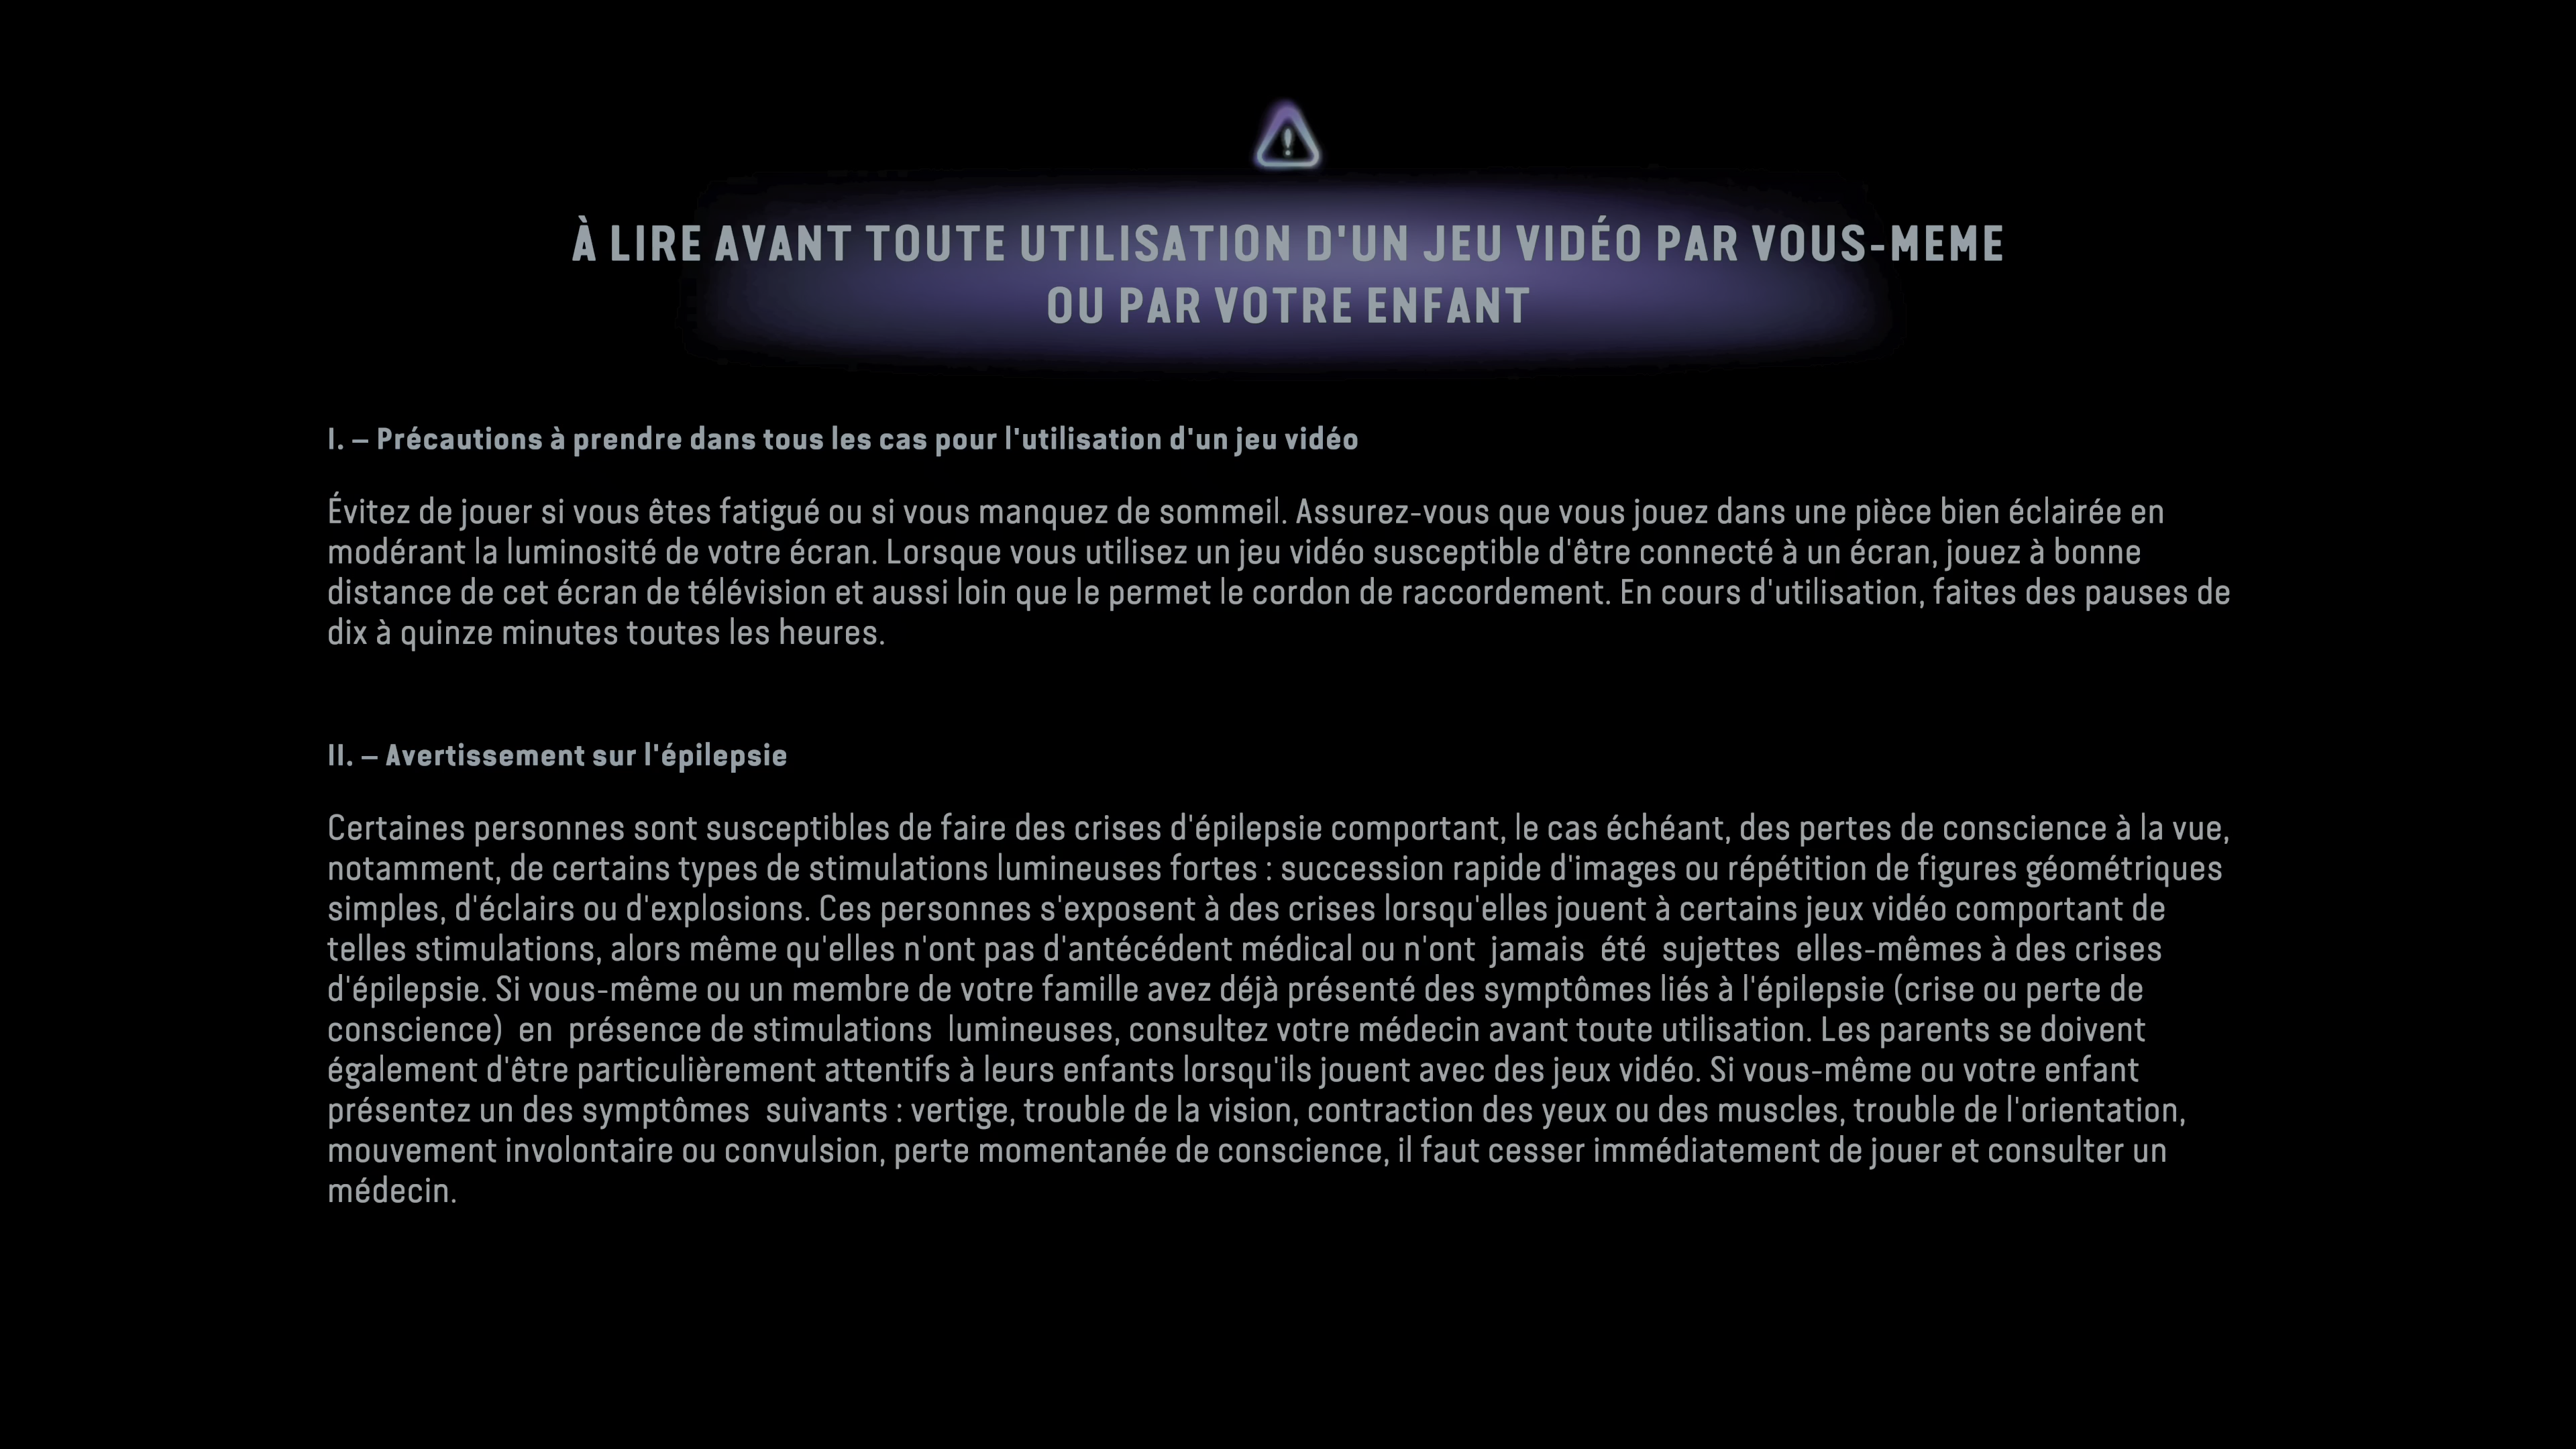 À LIRE AVANT TOUTE UTILISATION D'UN JEU VIDÉO PAR VOUS-MEME
OU PAR VOTRE ENFANT
I. – Précautions à prendre dans tous les cas pour l'utilisation d'un jeu vidéo
Évitez de jouer si vous êtes fatigué ou si vous manquez de sommeil. Assurez-vous que vous jouez dans une pièce bien éclairée en
modérant la luminosité de votre écran. Lorsque vous utilisez un jeu vidéo susceptible d'être connecté à un écran, jouez à bonne
distance de cet écran de télévision et aussi loin que le permet le cordon de raccordement. En cours d'utilisation, faites des pauses de
dix à quinze minutes toutes les heures.
II. – Avertissement sur l'épilepsie
Certaines personnes sont susceptibles de faire des crises d'épilepsie comportant, le cas échéant, des pertes de conscience à la vue,
notamment, de certains types de stimulations lumineuses fortes : succession rapide d'images ou répétition de figures géométriques
simples, d'éclairs ou d'explosions. Ces personnes s'exposent à des crises lorsqu'elles jouent à certains jeux vidéo comportant de
telles stimulations, alors même qu'elles n'ont pas d'antécédent médical ou n'ont  jamais  été  sujettes  elles-mêmes à des crises
d'épilepsie. Si vous-même ou un membre de votre famille avez déjà présenté des symptômes liés à l'épilepsie (crise ou perte de
conscience)  en  présence de stimulations  lumineuses, consultez votre médecin avant toute utilisation. Les parents se doivent
également d'être particulièrement attentifs à leurs enfants lorsqu'ils jouent avec des jeux vidéo. Si vous-même ou votre enfant
présentez un des symptômes  suivants : vertige, trouble de la vision, contraction des yeux ou des muscles, trouble de l'orientation,
mouvement involontaire ou convulsion, perte momentanée de conscience, il faut cesser immédiatement de jouer et consulter un
médecin.